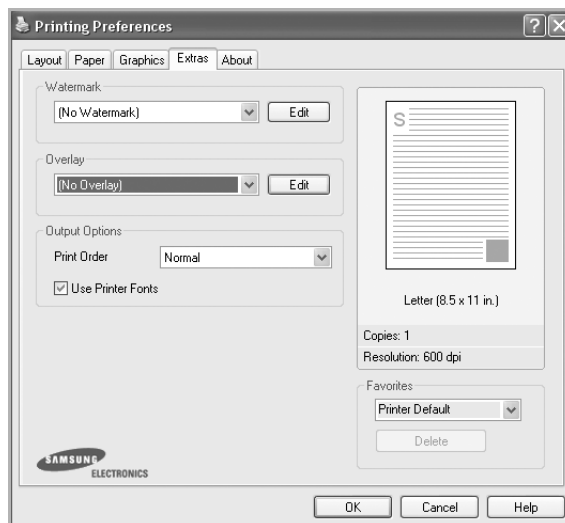 Printing Preferences
Layout Paper Graphics Extras About
Watermark
(No Watermark) Edit
Overlay
(No Overlay) Edit
Output Options
Print Order Normal
Use Printer Fonts
S
Letter (8.5 x 11 in.)
Copies: 1
Resolution: 600 dpi
Favorites
Printer Default
Delete
SAMSUNG
ELECTRONICS
OK Cancel Help